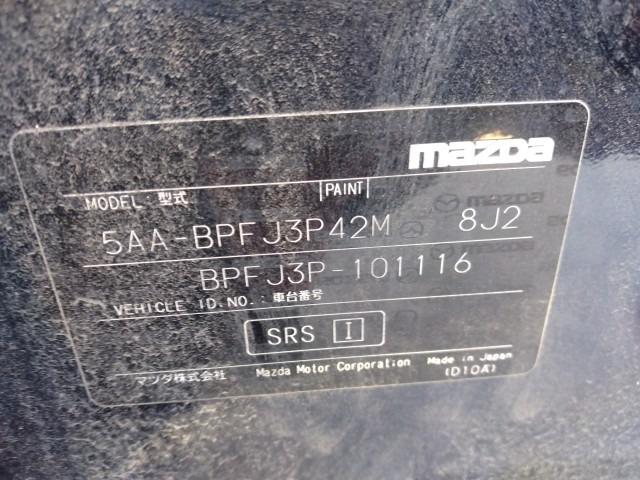 mazda
MODEL : 型式 PAINT
5AA-BPFJ3P42M 8J2
BPFJ3P-101116
VEHICLE ID.NO.: 車台番号
SRS I
マツダ株式会社 Mazda Motor Corporation Made in Japan
(D10A)